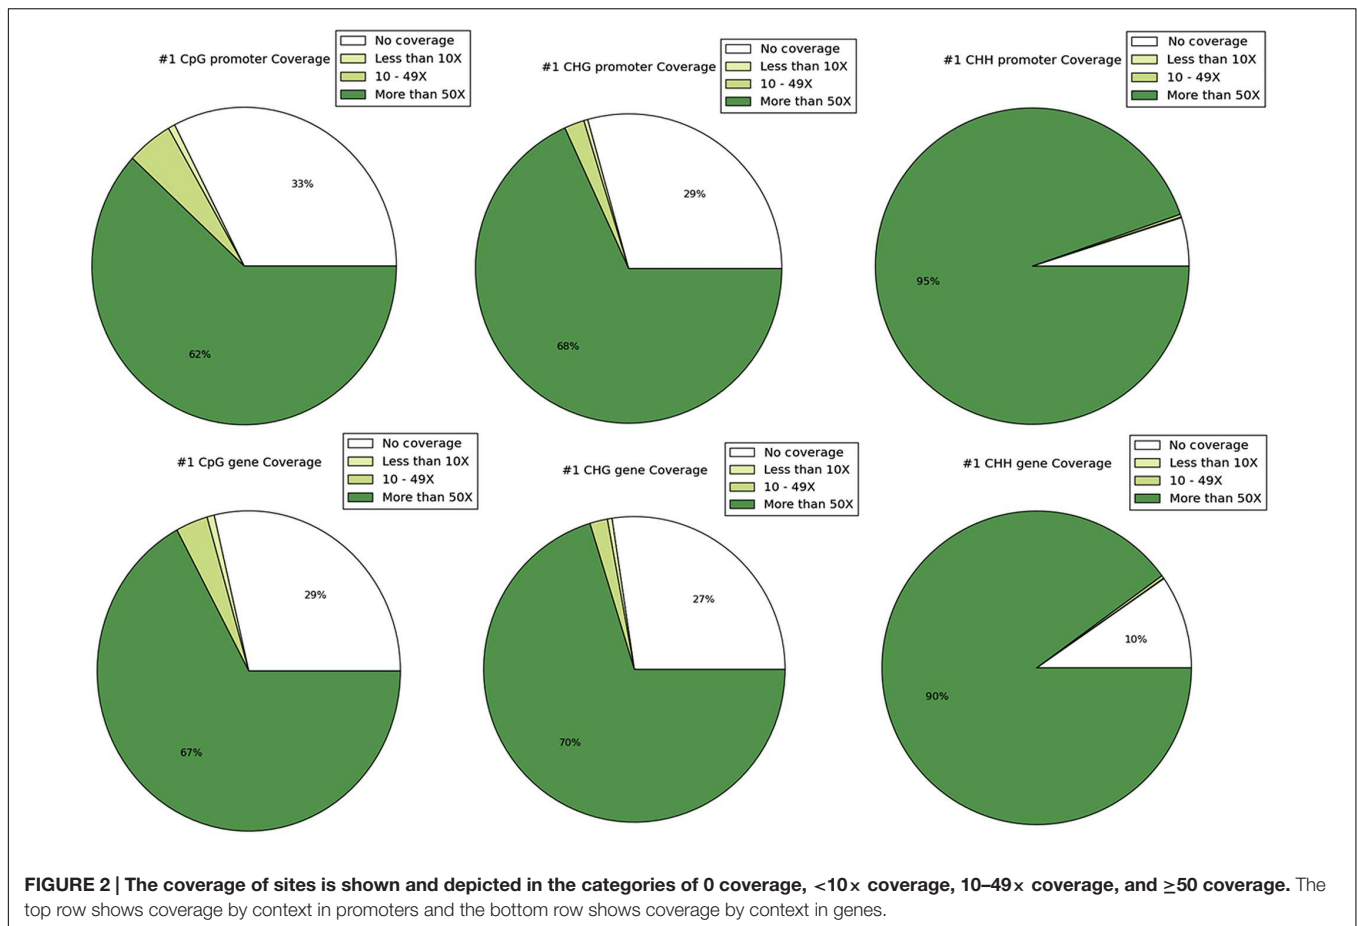 #1 CpG promoter Coverage
No coverage
Less than 10X
10 - 49X
More than 50X
33%
62%
#1 CHG promoter Coverage
No coverage
Less than 10X
10 - 49X
More than 50X
29%
68%
#1 CHH promoter Coverage
No coverage
Less than 10X
10 - 49X
More than 50X
95%
#1 CpG gene Coverage
No coverage
Less than 10X
10 - 49X
More than 50X
29%
67%
#1 CHG gene Coverage
No coverage
Less than 10X
10 - 49X
More than 50X
27%
70%
#1 CHH gene Coverage
No coverage
Less than 10X
10 - 49X
More than 50X
10%
90%
FIGURE 2 | The coverage of sites is shown and depicted in the categories of 0 coverage, <10× coverage, 10–49× coverage, and ≥50 coverage. The
top row shows coverage by context in promoters and the bottom row shows coverage by context in genes.